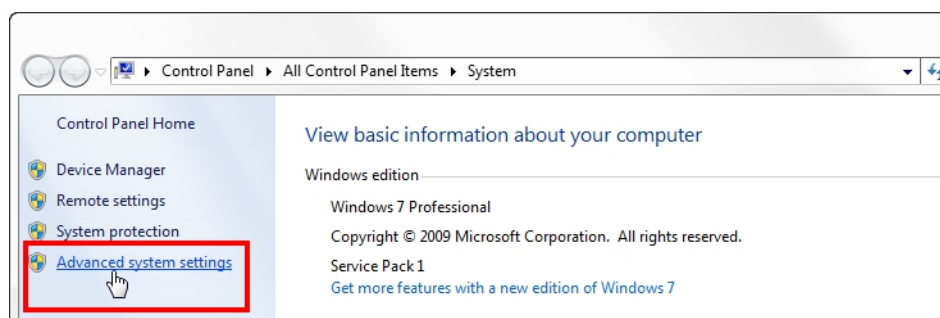 Control Panel ▸ All Control Panel Items ▸ System
Control Panel Home
Device Manager
Remote settings
System protection
Advanced system settings
View basic information about your computer
Windows edition
Windows 7 Professional
Copyright © 2009 Microsoft Corporation. All rights reserved.
Service Pack 1
Get more features with a new edition of Windows 7